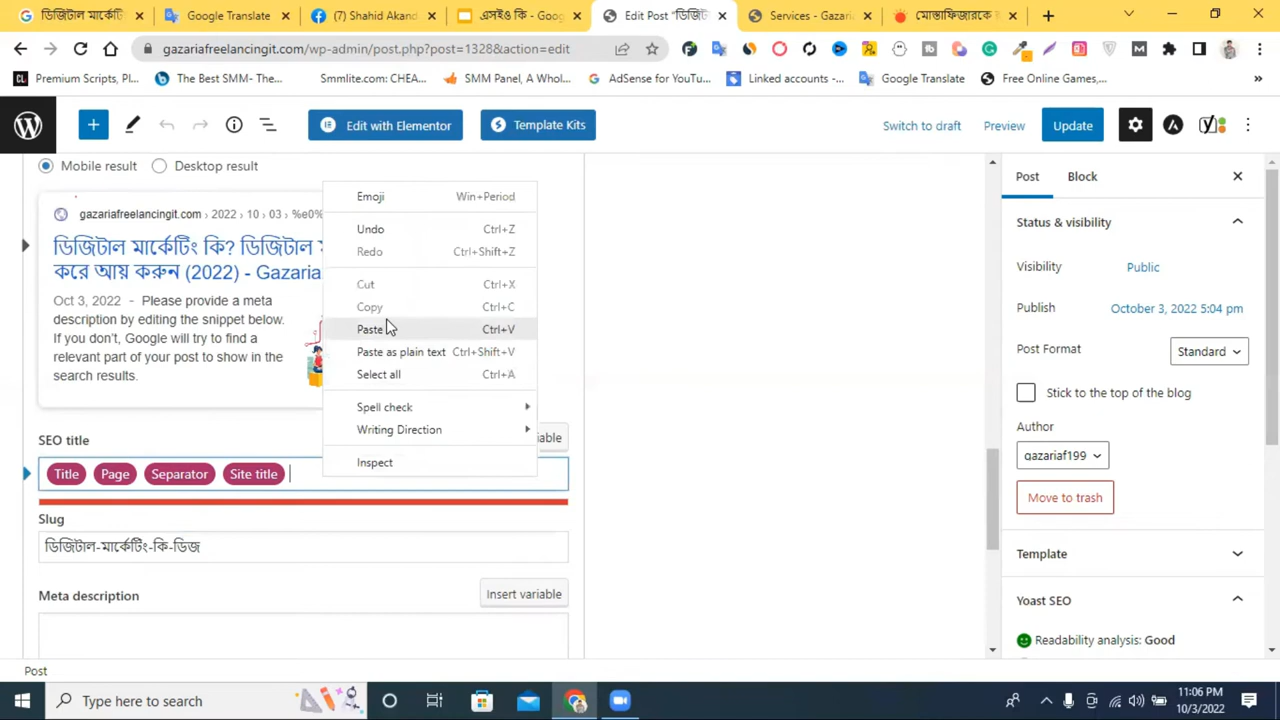 ডিজিটাল মার্কেটি
Google Translate
(7) Shahid Akand
এসইও কি - Goog
Edit Post "ডিজিট
Services - Gazari
মোস্তাফিজারকে
gazariafreelancingit.com/wp-admin/post.php?post=1328&action=edit
Premium Scripts, Pl...
The Best SMM- The...
Smmlite.com: CHEA...
SMM Panel, A Whol...
AdSense for YouTu...
Linked accounts -...
Google Translate
Free Online Games,...
Edit with Elementor
Template Kits
Switch to draft
Preview
Update
Mobile result
Desktop result
gazariafreelancingit.com › 2022 › 10 › 03 › %e0%
ডিজিটাল মার্কেটিং কি? ডিজিটাল ম
করে আয় করুন (2022) - Gazaria
Oct 3, 2022 - Please provide a meta
description by editing the snippet below.
If you don't, Google will try to find a
relevant part of your post to show in the
search results.
Emoji Win+Period
Undo Ctrl+Z
Redo Ctrl+Shift+Z
Cut Ctrl+X
Copy Ctrl+C
Paste Ctrl+V
Paste as plain text Ctrl+Shift+V
Select all Ctrl+A
Spell check
Writing Direction
Inspect
SEO title
able
Title Page Separator Site title
Slug
ডিজিটাল-মার্কেটিং-কি-ডিজ
Meta description
Insert variable
Post
Block
Status & visibility
Visibility Public
Publish October 3, 2022 5:04 pm
Post Format Standard
Stick to the top of the blog
Author
gazariaf199
Move to trash
Template
Yoast SEO
Readability analysis: Good
Post
Type here to search
11:06 PM
10/3/2022